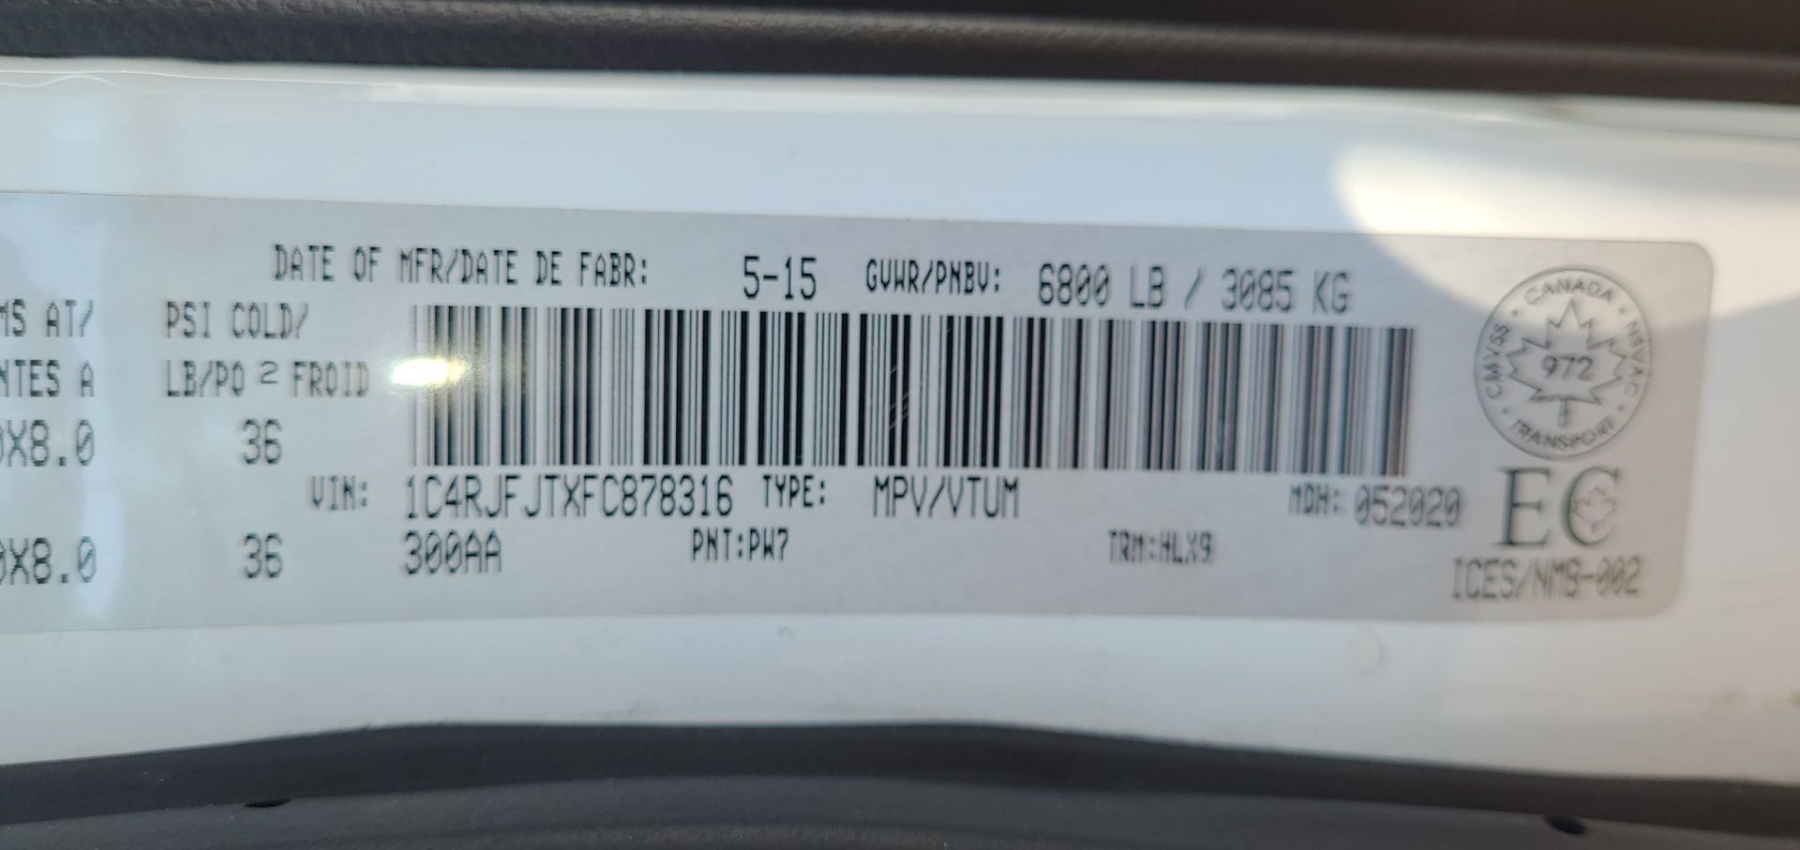 DATE OF MFR/DATE DE FABR: 5-15 GVWR/PNBV: 6800 LB / 3085 KG
MS AT/ PSI COLD/
NTES A LB/PO 2 FROID
0X8.0 36
VIN: 1C4RJFJTXFC878316 TYPE: MPV/VTUM MDH: 052020
0X8.0 36 300AA PNT:PW7 TRM:HLX9
CANADA
NSVAC
TRANSPORT
CMVSS
972
EC
ICES/NMB-002